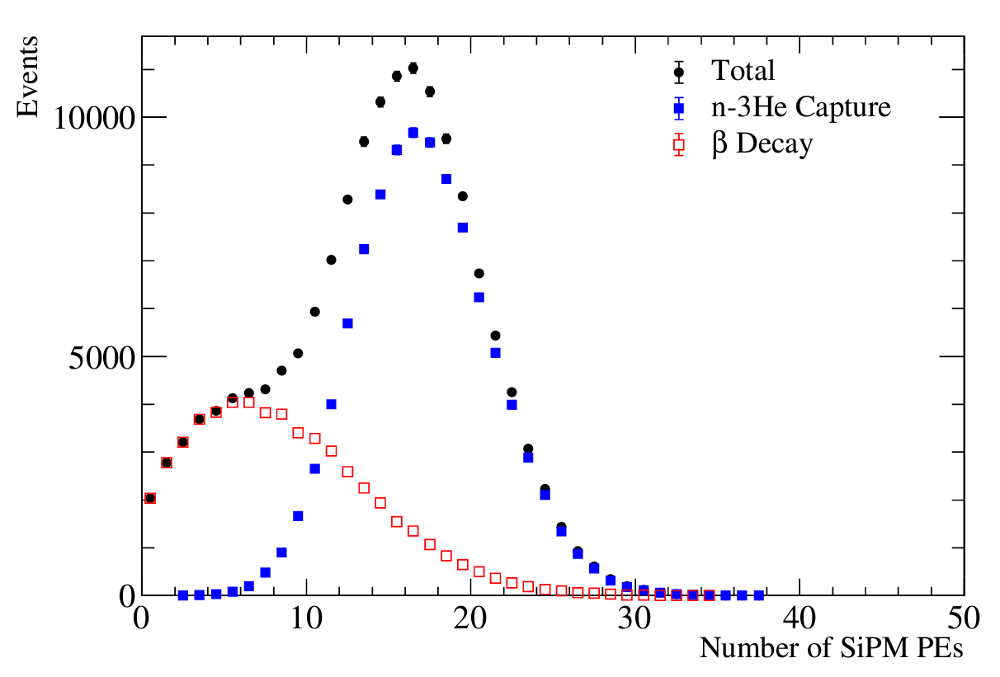 Events
Total
n-3He Capture
β Decay
10000
5000
0
0 10 20 30 40 50
Number of SiPM PEs